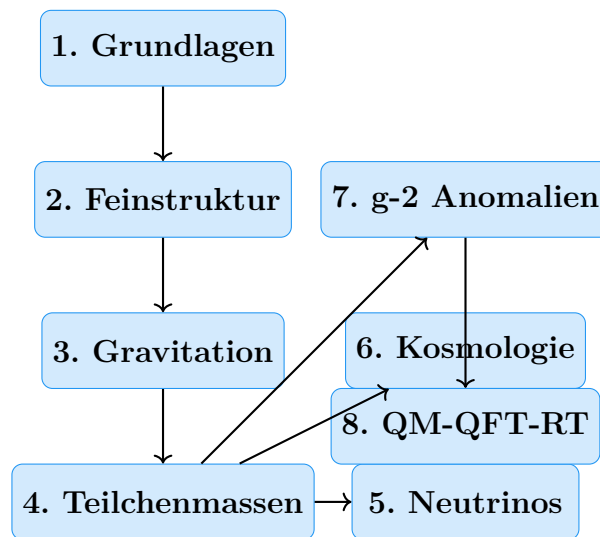 1. Grundlagen
2. Feinstruktur
7. g-2 Anomalien
3. Gravitation
6. Kosmologie
8. QM-QFT-RT
4. Teilchenmassen
5. Neutrinos